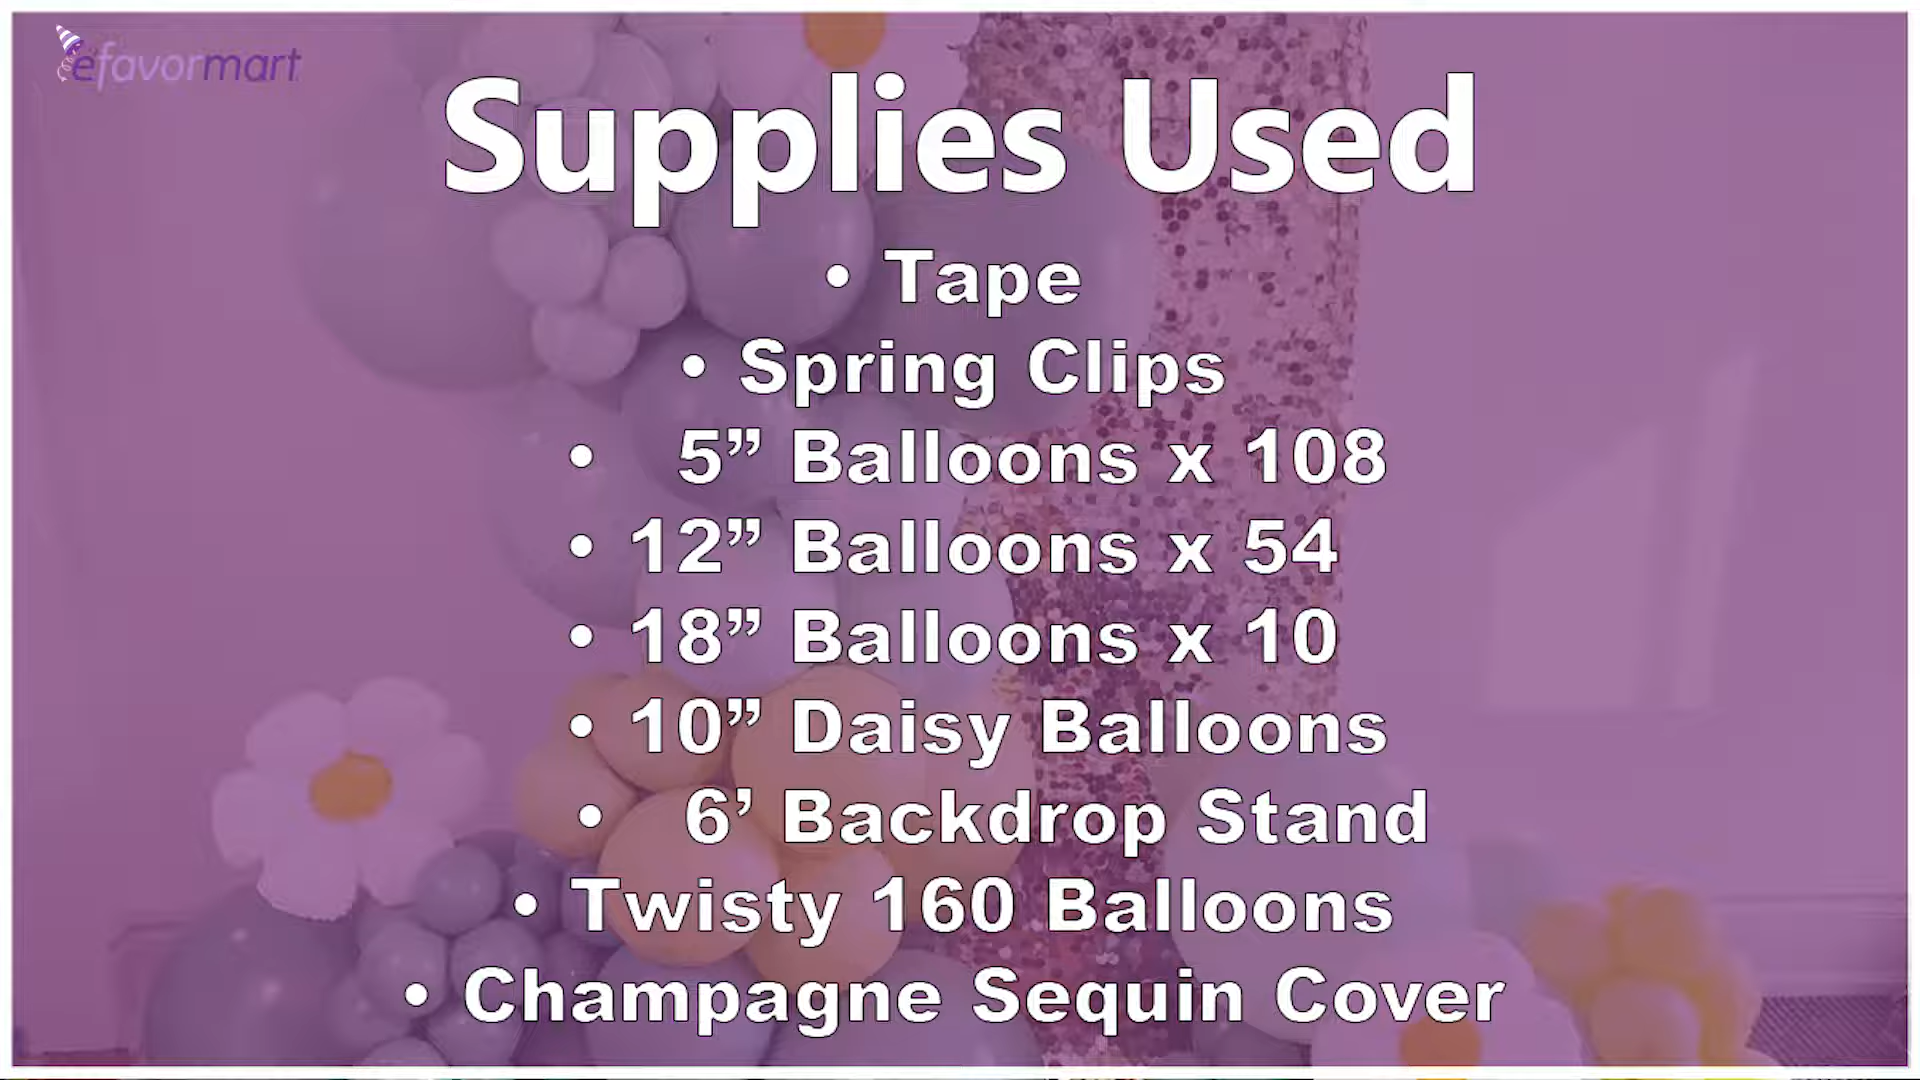 efavormart
Supplies Used
• Tape
• Spring Clips
• 5” Balloons x 108
• 12” Balloons x 54
• 18” Balloons x 10
• 10” Daisy Balloons
• 6’ Backdrop Stand
• Twisty 160 Balloons
• Champagne Sequin Cover